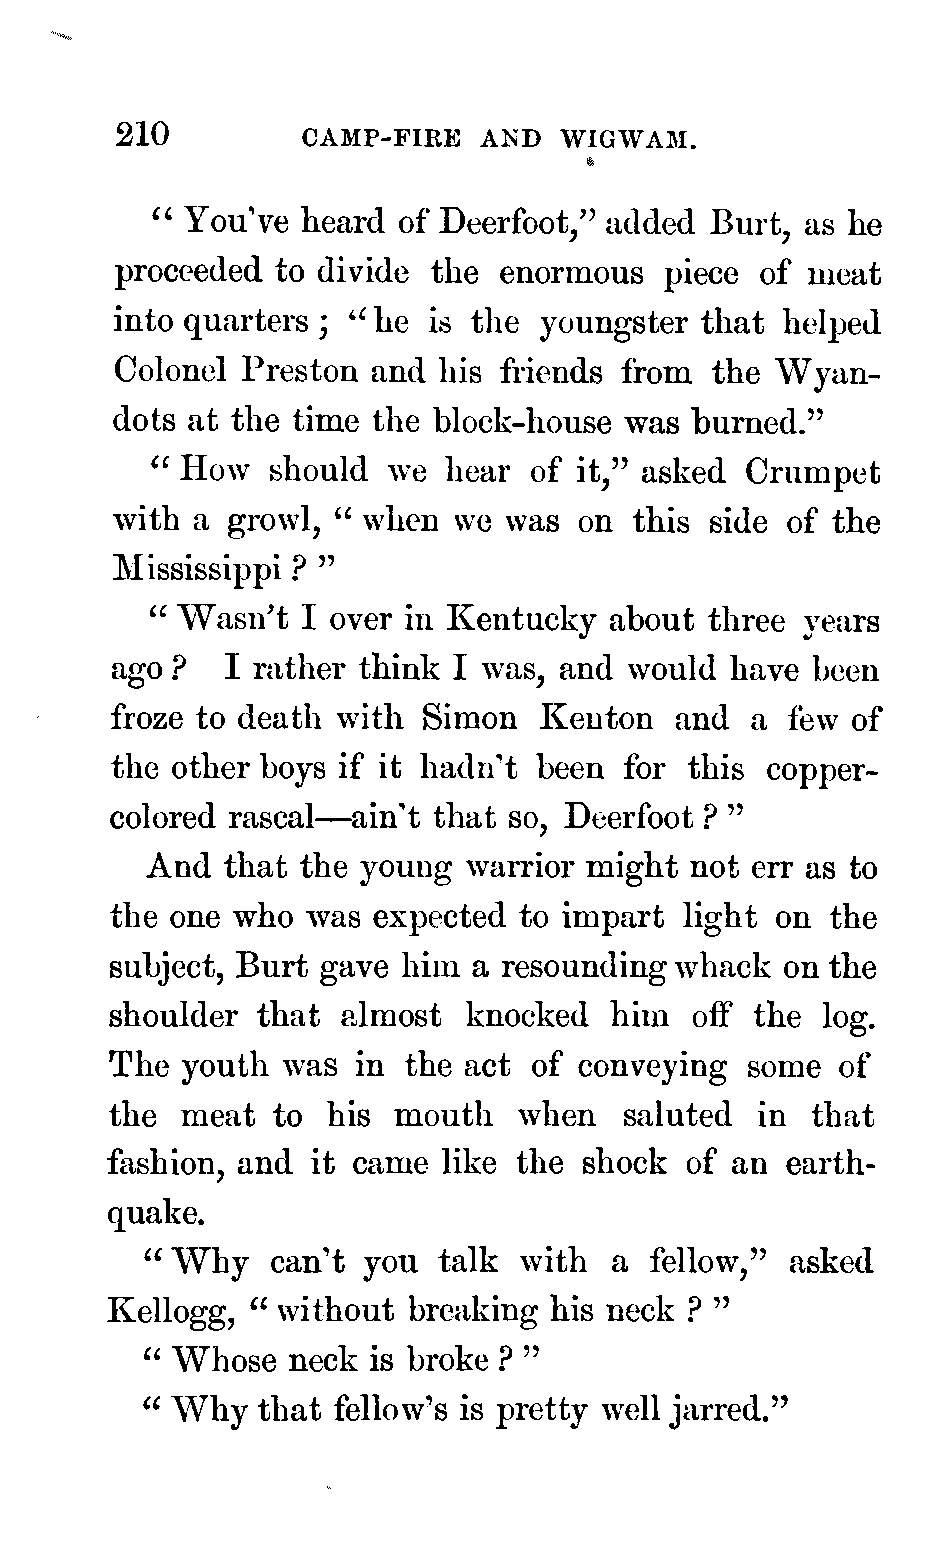 210 CAMP-FIRE AND WIGWAM.
“ You've heard of Deerfoot,” added Burt, as he
proceeded to divide the enormous piece of meat
into quarters ; “ he is the youngster that helped
Colonel Preston and his friends from the Wyan-
dots at the time the block-house was burned.”
“ How should we hear of it,” asked Crumpet
with a growl, “ when we was on this side of the
Mississippi ? ”
“ Wasn't I over in Kentucky about three years
ago ? I rather think I was, and would have been
froze to death with Simon Kenton and a few of
the other boys if it hadn't been for this copper-
colored rascal—ain't that so, Deerfoot ? ”
And that the young warrior might not err as to
the one who was expected to impart light on the
subject, Burt gave him a resounding whack on the
shoulder that almost knocked him off the log.
The youth was in the act of conveying some of
the meat to his mouth when saluted in that
fashion, and it came like the shock of an earth-
quake.
“ Why can't you talk with a fellow,” asked
Kellogg, “ without breaking his neck ? ”
“ Whose neck is broke ? ”
“ Why that fellow's is pretty well jarred.”